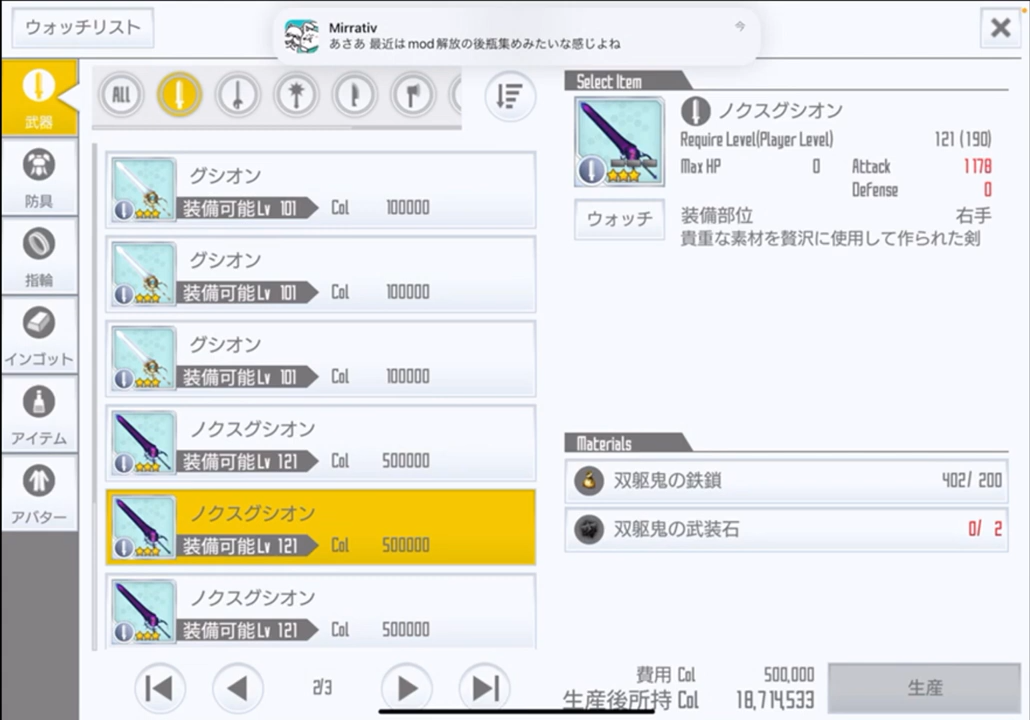 ウォッチリスト
Mirrativ
今
あさあ 最近はmod解放の後瓶集めみたいな感じよね
武器
防具
指輪
インゴット
アイテム
アバター
ALL
グシオン
装備可能Lv 101 Col 100000
グシオン
装備可能Lv 101 Col 100000
グシオン
装備可能Lv 101 Col 100000
ノクスグシオン
装備可能Lv 121 Col 500000
ノクスグシオン
装備可能Lv 121 Col 500000
ノクスグシオン
装備可能Lv 121 Col 500000
2/3
Select Item
ノクスグシオン
Require Level(Player Level) 121 (190)
Max HP 0 Attack 1178
Defense 0
ウォッチ
装備部位 右手
貴重な素材を贅沢に使用して作られた剣
Materials
双躯鬼の鉄鎖 402/ 200
双躯鬼の武装石 0/ 2
費用 Col 500,000
生産後所持 Col 18,714,533
生産